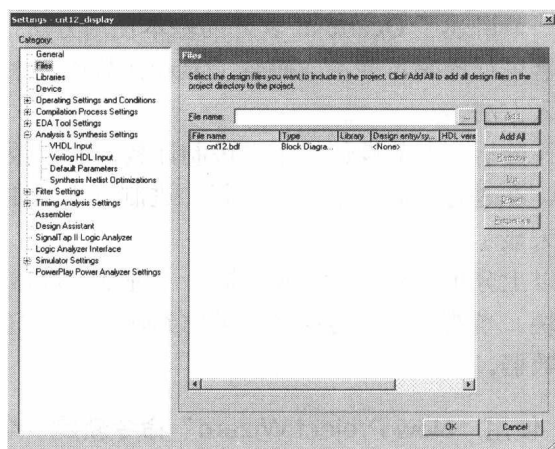 Settings - cnt12_display
Category:
General
Files
Libraries
Device
Operating Settings and Conditions
Compilation Process Settings
EDA Tool Settings
Analysis & Synthesis Settings
VHDL Input
Verilog HDL Input
Default Parameters
Synthesis Netlist Optimizations
Fitter Settings
Timing Analysis Settings
Assembler
Design Assistant
SignalTap II Logic Analyzer
Logic Analyzer Interface
Simulator Settings
PowerPlay Power Analyzer Settings
Files
Select the design files you want to include in the project. Click Add All to add all design files in the
project directory to the project.
File name:
...
Add
File name Type Library Design entry/sy... HDL vers
Add All
cnt12.bdf Block Diagra... <None>
Remove
Up
Down
Properties
OK Cancel
Project Wizard